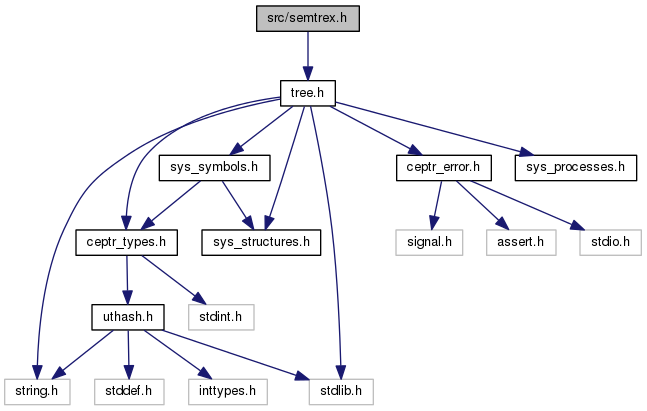 src/semtrex.h
tree.h
sys_symbols.h
ceptr_error.h
sys_processes.h
ceptr_types.h
sys_structures.h
signal.h
assert.h
stdio.h
uthash.h
stdint.h
string.h
stddef.h
inttypes.h
stdlib.h